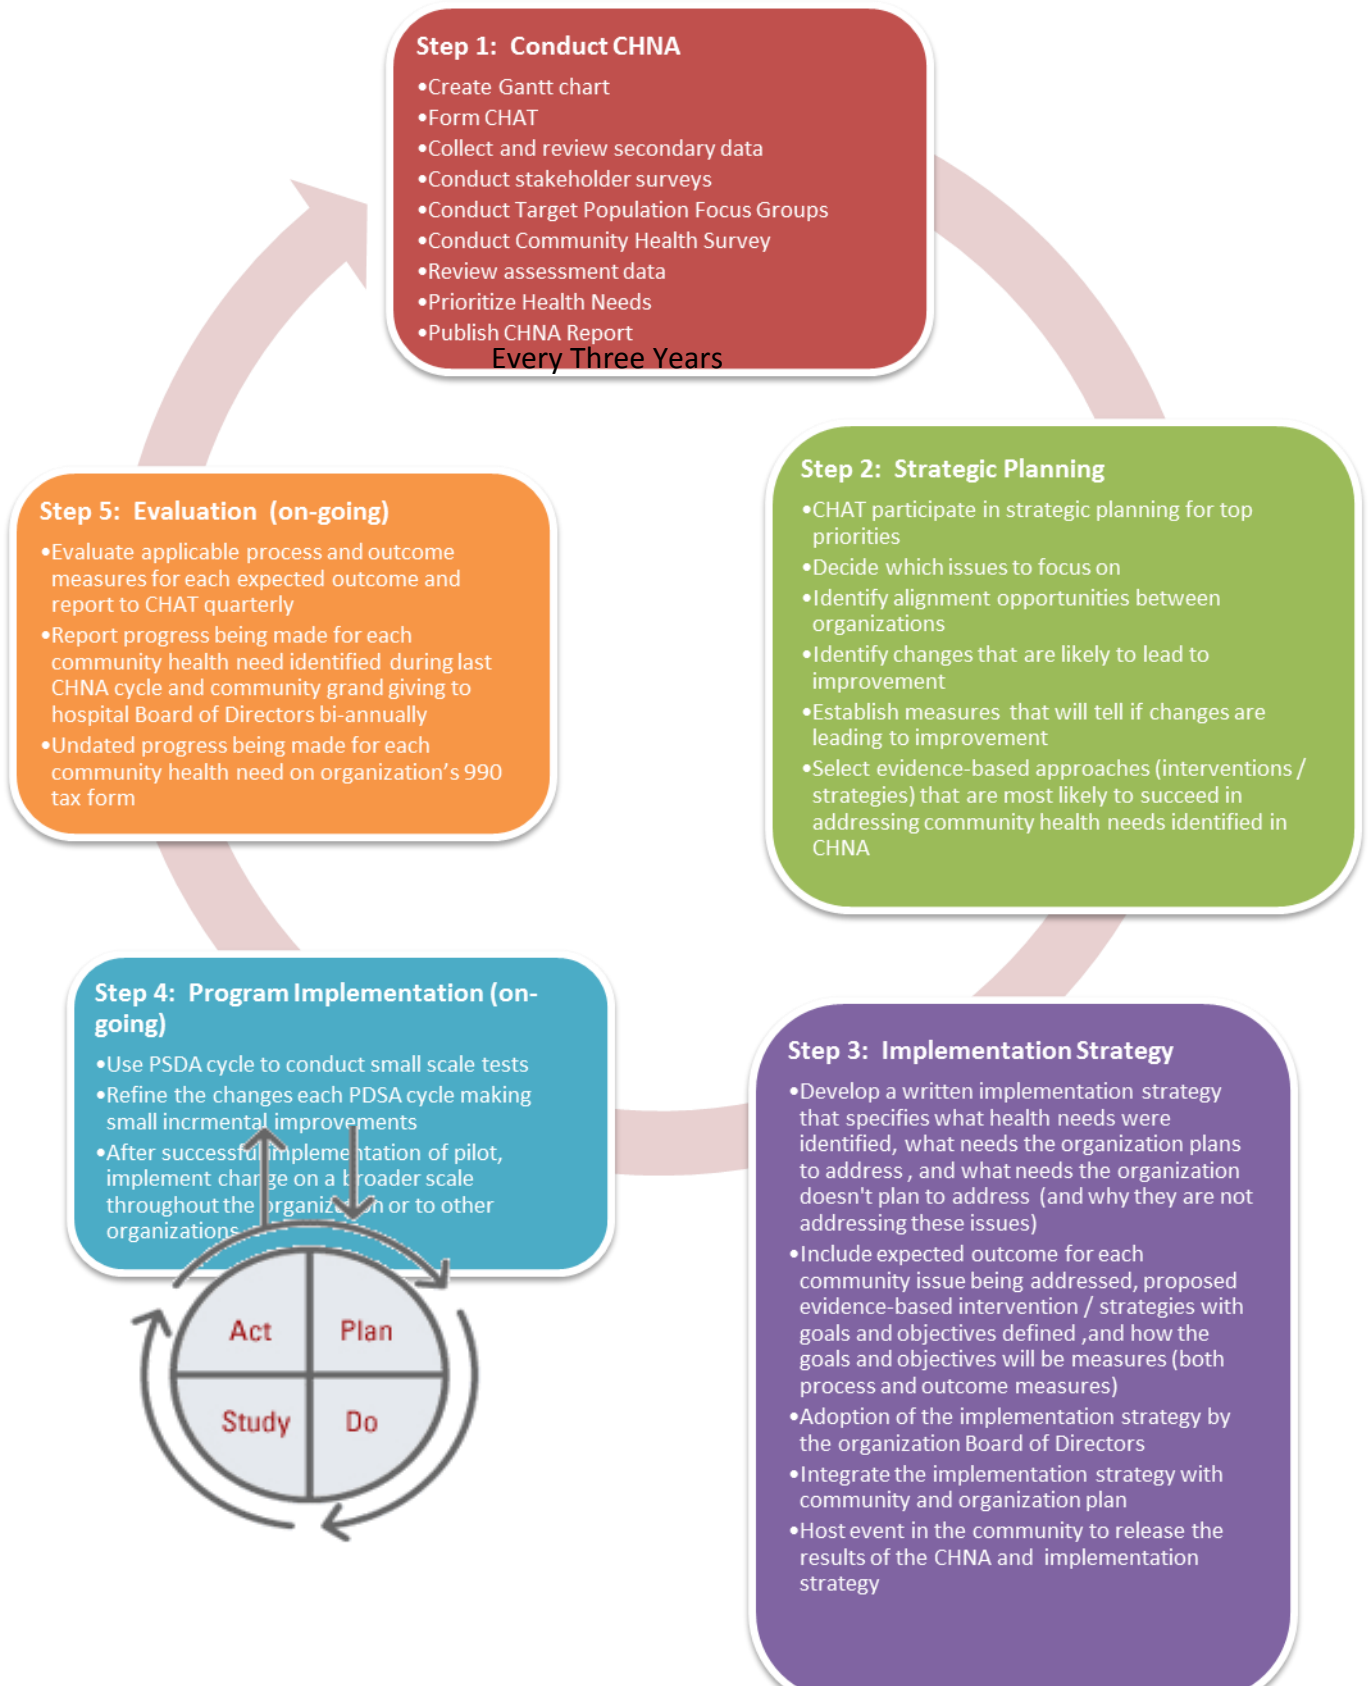 Step 1:  Conduct CHNA
•Create Gantt chart
•Form CHAT
•Collect and review secondary data
•Conduct stakeholder surveys
•Conduct Target Population Focus Groups
•Conduct Community Health Survey
•Review assessment data
•Prioritize Health Needs
•Publish CHNA Report
Every Three Years
Step 2:  Strategic Planning
•CHAT participate in strategic planning for top
priorities
•Decide which issues to focus on
•Identify alignment opportunities between
organizations
•Identify changes that are likely to lead to
improvement
•Establish measures  that will tell if changes are
leading to improvement
•Select evidence-based approaches (interventions /
strategies) that are most likely to succeed in
addressing community health needs identified in
CHNA
Step 3:  Implementation Strategy
•Develop a written implementation strategy
that specifies what health needs were
identified, what needs the organization plans
to address , and what needs the organization
doesn't plan to address  (and why they are not
addressing these issues)
•Include expected outcome for each
community issue being addressed, proposed
evidence-based intervention / strategies with
goals and objectives defined ,and how the
goals and objectives will be measures (both
process and outcome measures)
•Adoption of the implementation strategy by
the organization Board of Directors
•Integrate the implementation strategy with
community and organization plan
•Host event in the community to release the
results of the CHNA and  implementation
strategy
Step 4:  Program Implementation (on-
going)
•Use PSDA cycle to conduct small scale tests
•Refine the changes each PDSA cycle making
small incrmental improvements
•After successful implementation of pilot,
implement change on a broader scale
throughout the organization or to other
organizations
Act
Plan
Study
Do
Step 5:  Evaluation  (on-going)
•Evaluate applicable process and outcome
measures for each expected outcome and
report to CHAT quarterly
•Report progress being made for each
community health need identified during last
CHNA cycle and community grand giving to
hospital Board of Directors bi-annually
•Undated progress being made for each
community health need on organization's 990
tax form